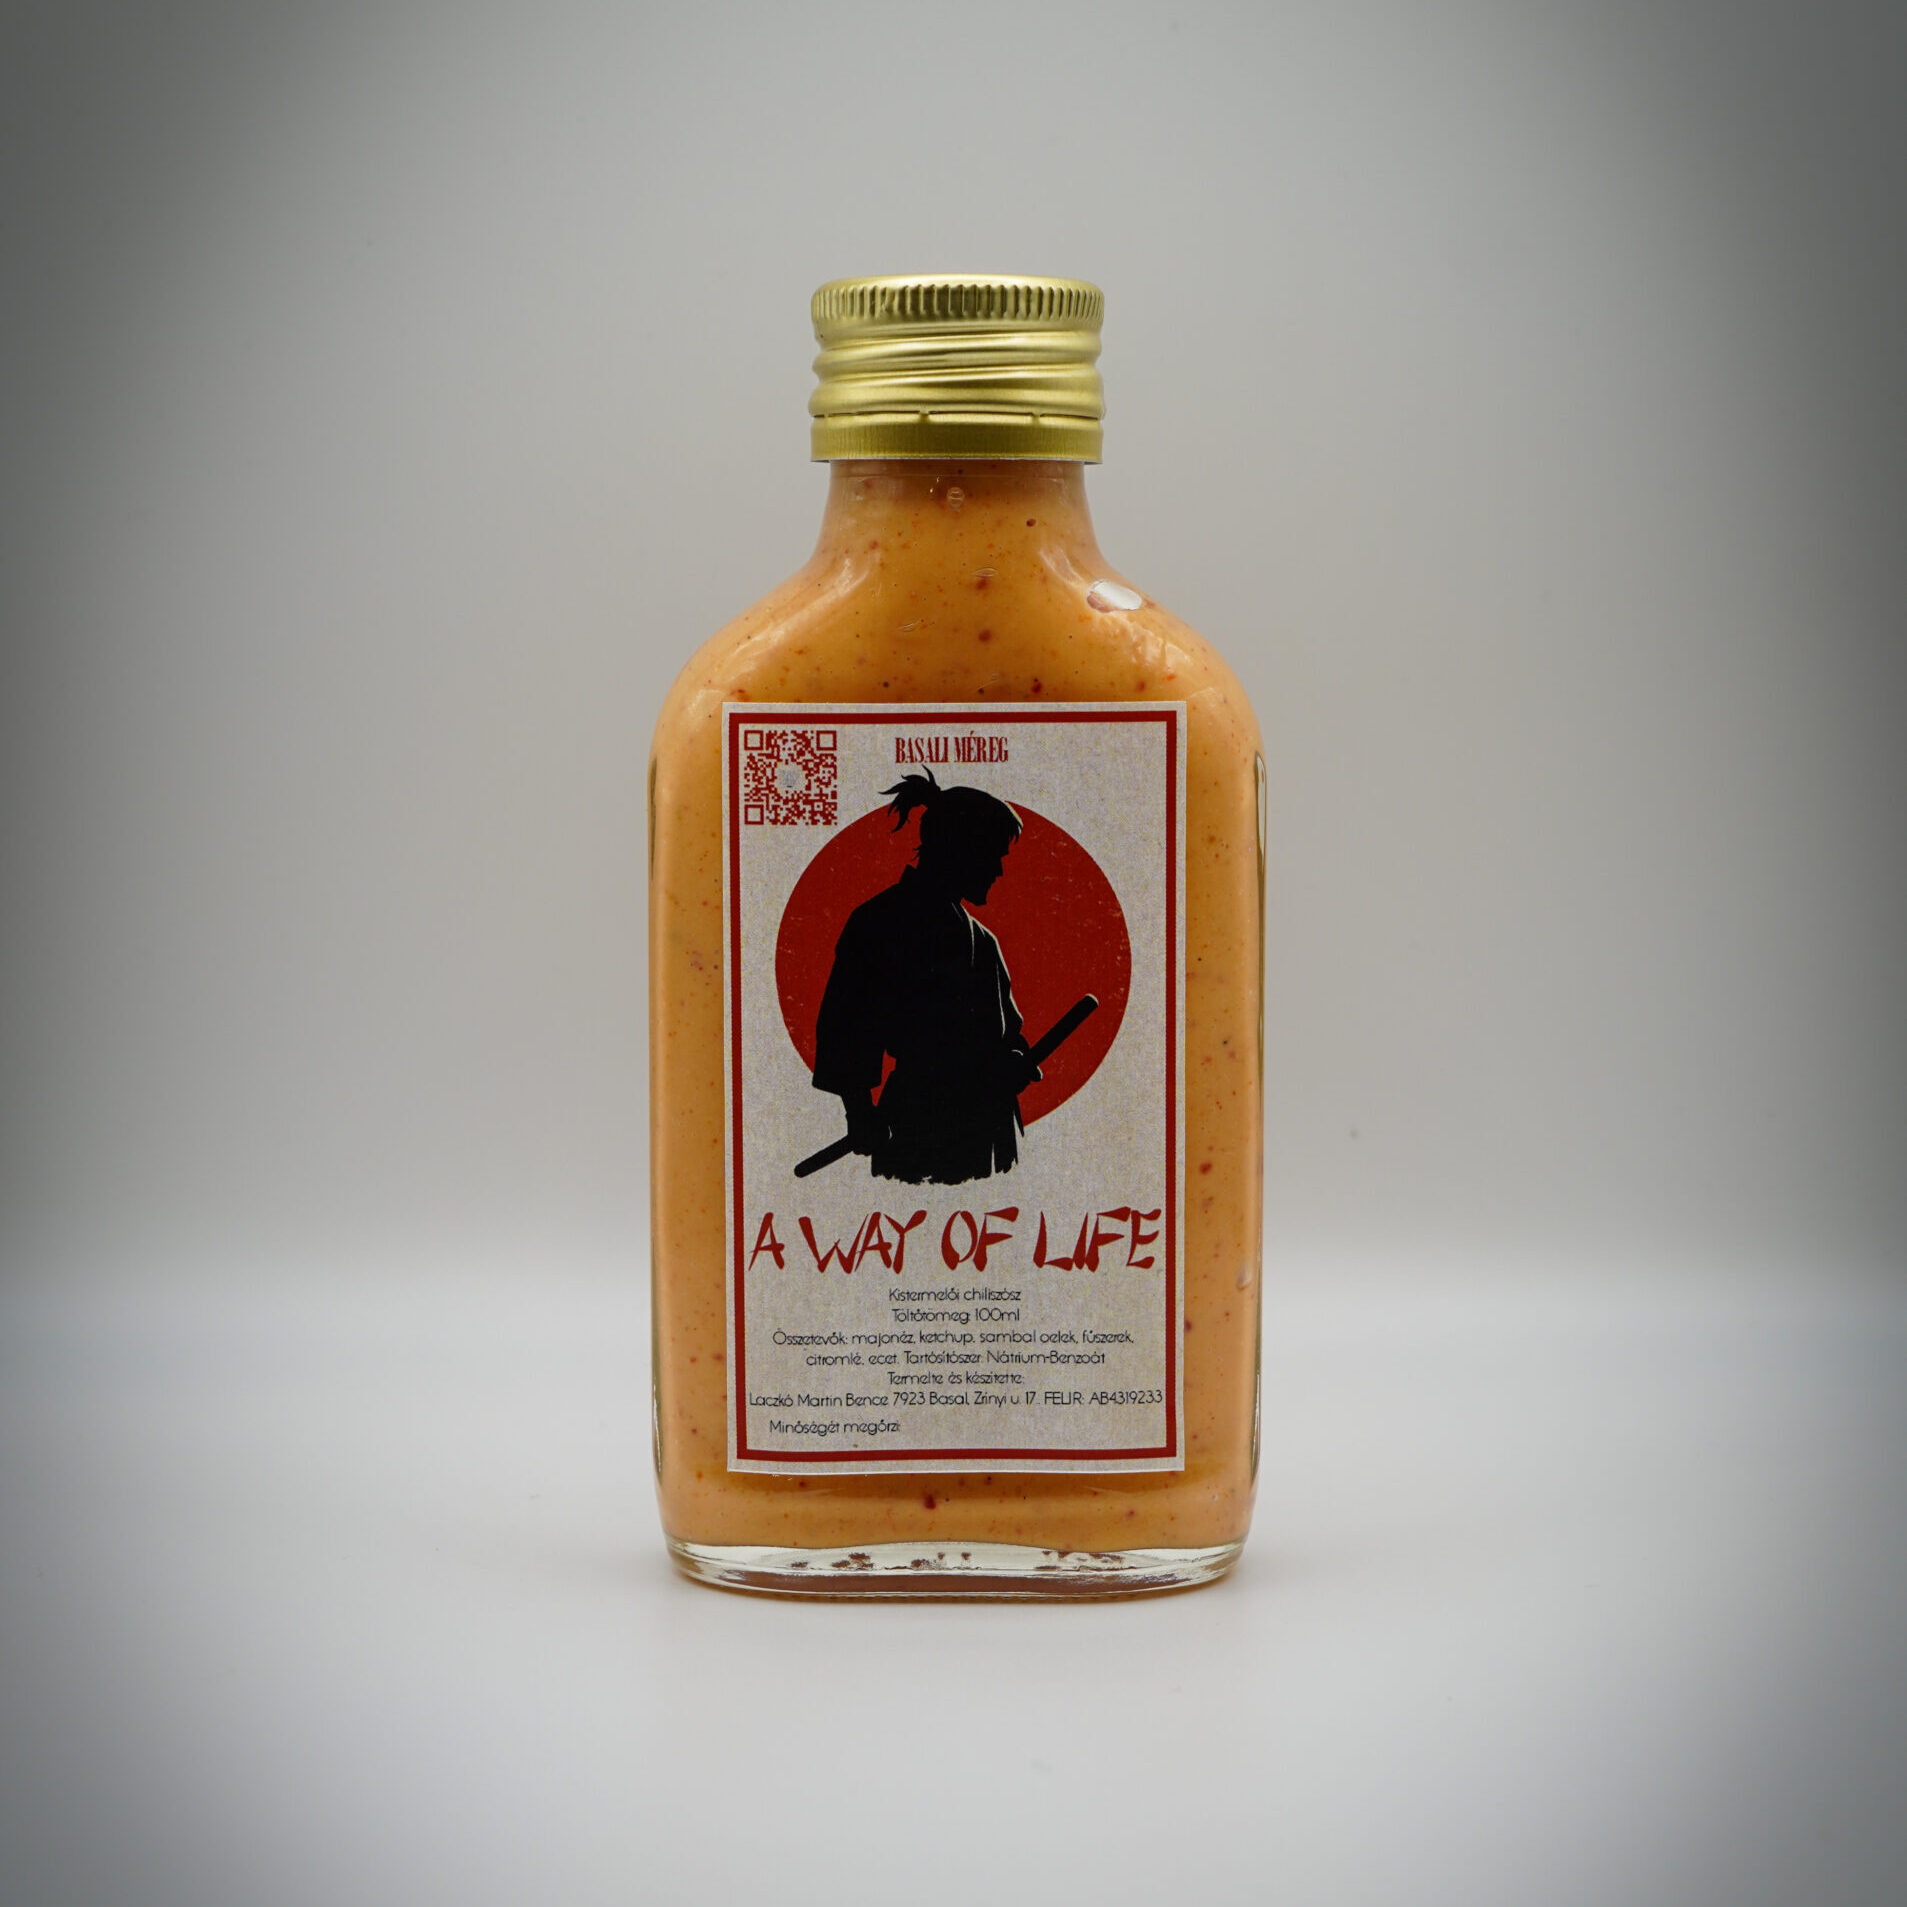 BASALI MÉREG
A WAY OF LIFE
Kistermelői chiliszósz
Töltőtömeg: 100ml
Összetevők: majonéz, ketchup, sambal oelek, fűszerek,
citromlé, ecet. Tartósítószer: Nátrium-Benzoát
Termelte és készítette:
Laczkó Martin Bence 7923 Basal, Zrínyi u. 17. FELIR: AB4319233
Minőségét megőrzi: